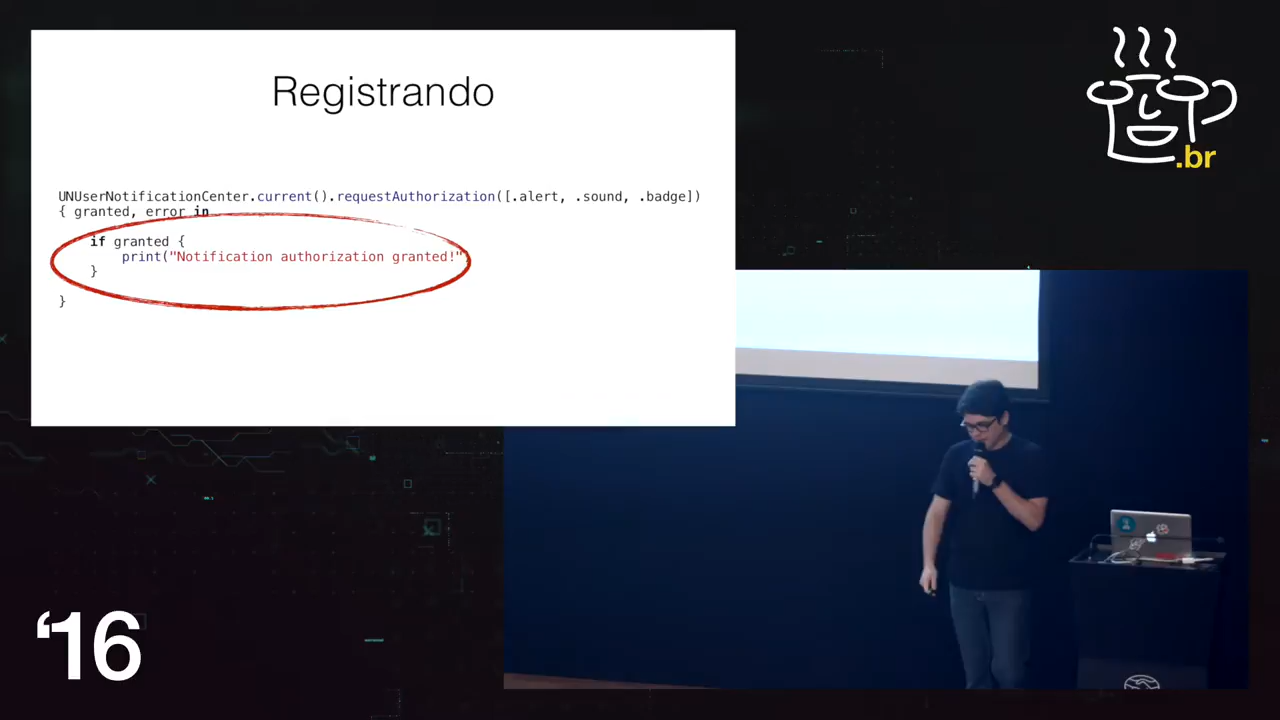 Registrando
UNUserNotificationCenter.current().requestAuthorization([.alert, .sound, .badge])
{ granted, error in
if granted {
print("Notification authorization granted!"
}
}
.br
‘16